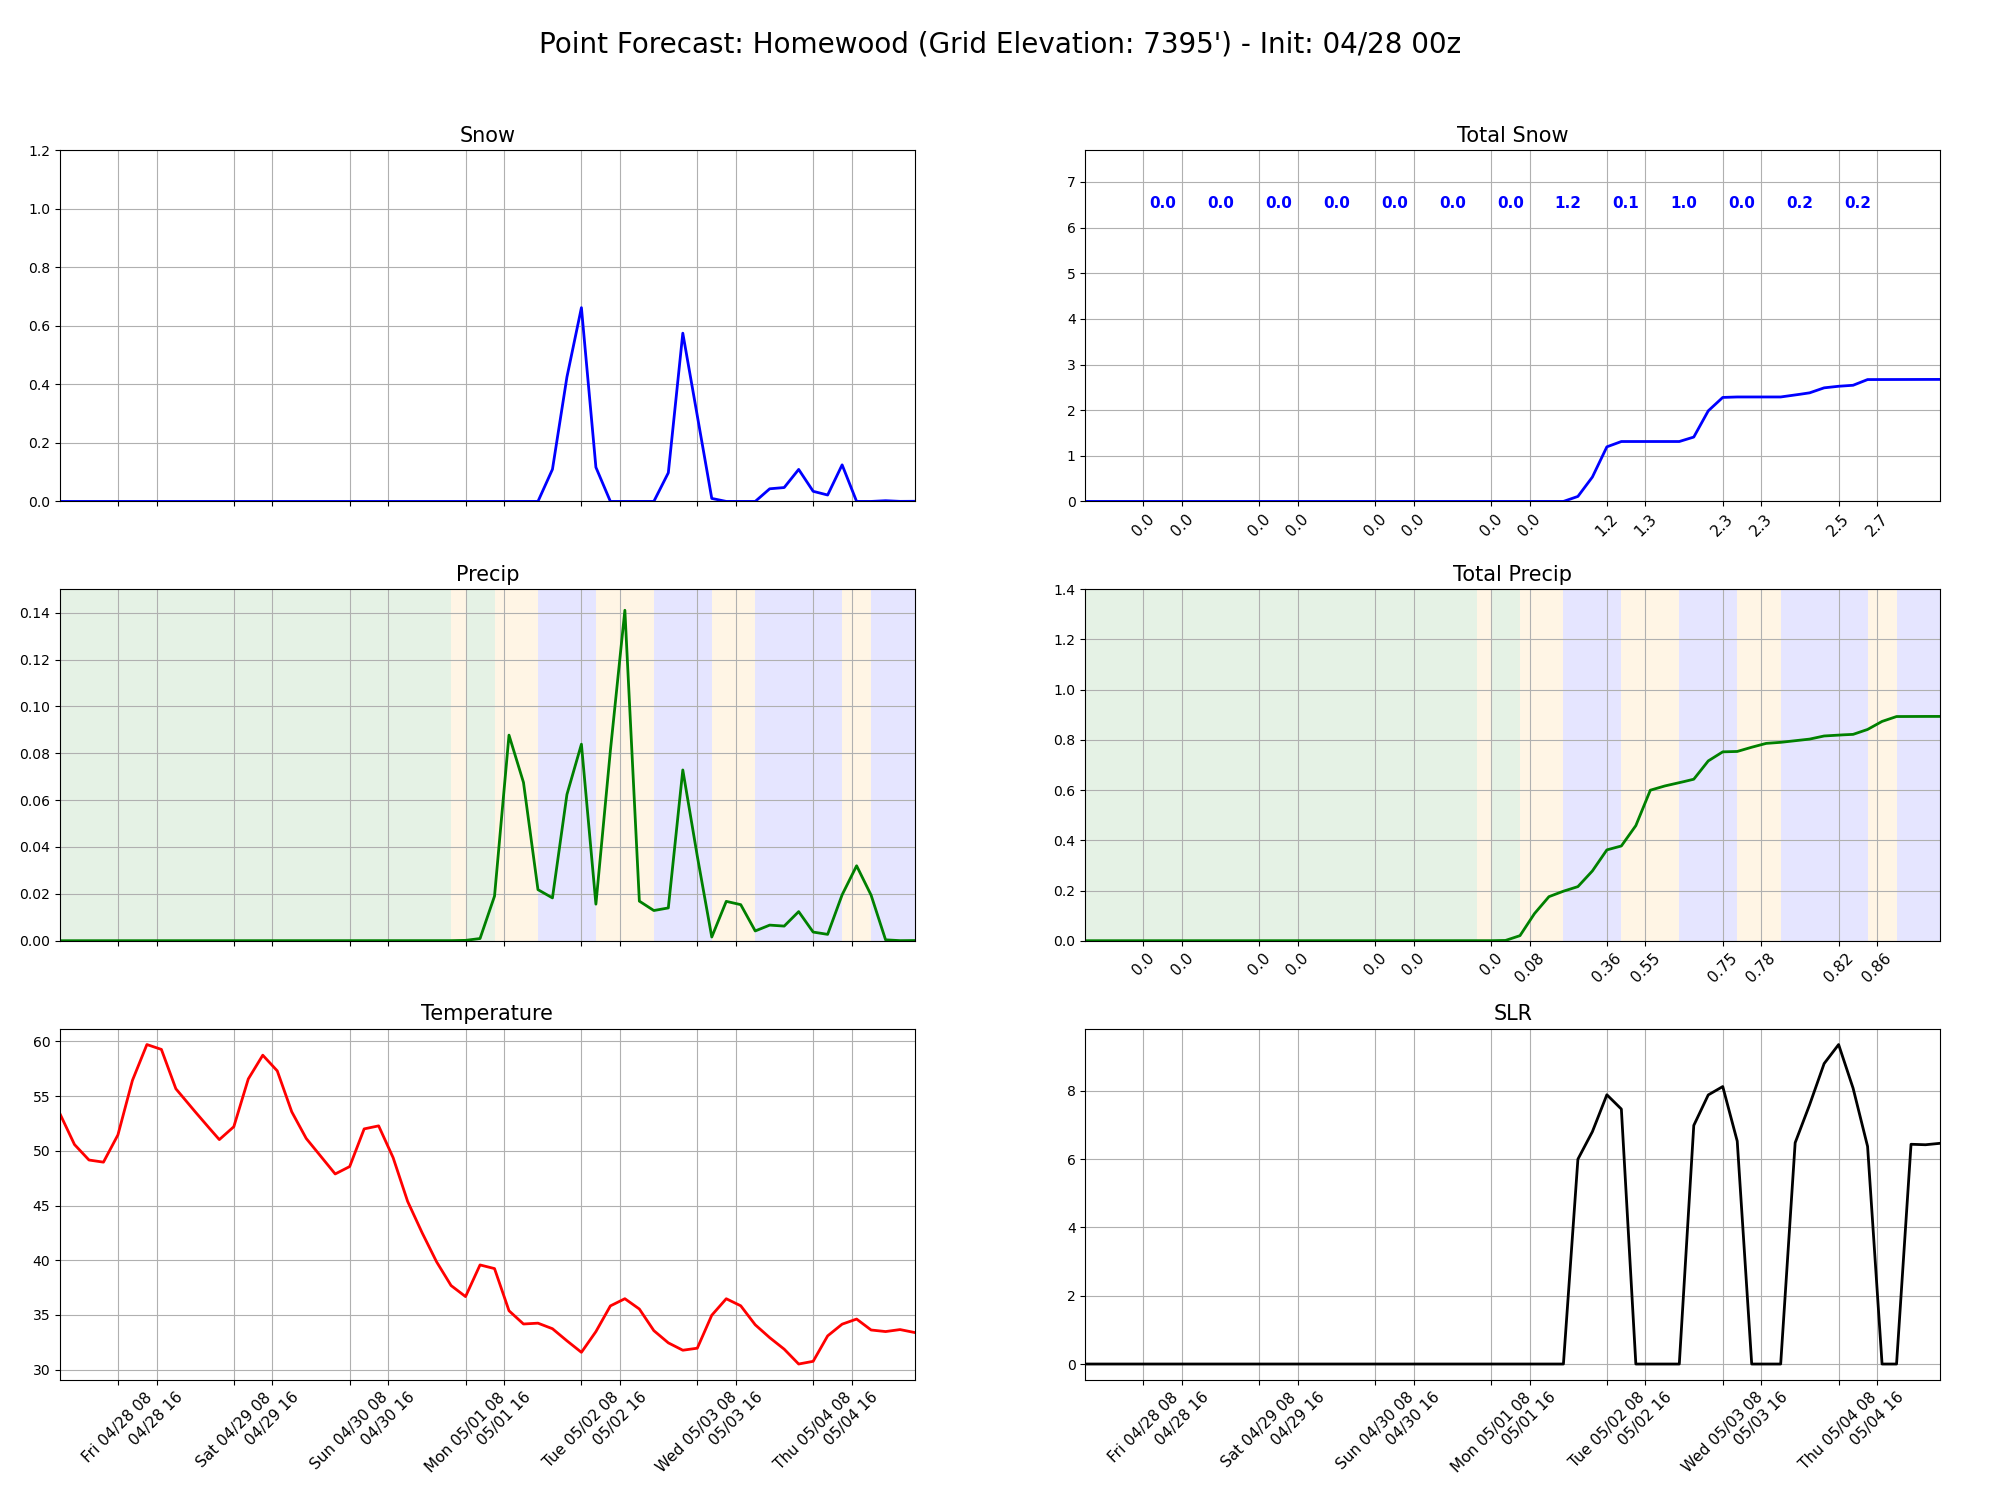 Point Forecast: Homewood (Grid Elevation: 7395') - Init: 04/28 00z
Snow
1.2
1.0
0.8
0.6
0.4
0.2
0.0
Total Snow
7
6
5
4
3
2
1
0
0.0 0.0 0.0 0.0 0.0 0.0 0.0 1.2 0.1 1.0 0.0 0.2 0.2
0.0 0.0 0.0 0.0 0.0 0.0 0.0 0.0 1.2 1.3 2.3 2.3 2.5 2.7
Precip
0.14
0.12
0.10
0.08
0.06
0.04
0.02
0.00
Total Precip
1.4
1.2
1.0
0.8
0.6
0.4
0.2
0.0
0.0 0.0 0.0 0.0 0.0 0.0 0.0 0.08 0.36 0.55 0.75 0.78 0.82 0.86
Temperature
60
55
50
45
40
35
30
Fri 04/28 08
04/28 16
Sat 04/29 08
04/29 16
Sun 04/30 08
04/30 16
Mon 05/01 08
05/01 16
Tue 05/02 08
05/02 16
Wed 05/03 08
05/03 16
Thu 05/04 08
05/04 16
SLR
8
6
4
2
0
Fri 04/28 08
04/28 16
Sat 04/29 08
04/29 16
Sun 04/30 08
04/30 16
Mon 05/01 08
05/01 16
Tue 05/02 08
05/02 16
Wed 05/03 08
05/03 16
Thu 05/04 08
05/04 16